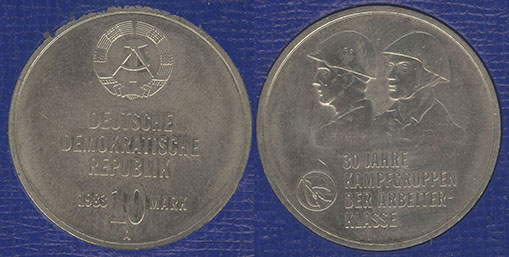 DEUTSCHE
DEMOKRATISCHE
REPUBLIK
1983 10 MARK
A
30 JAHRE
KAMPFGRUPPEN
DER ARBEITER-
KLASSE